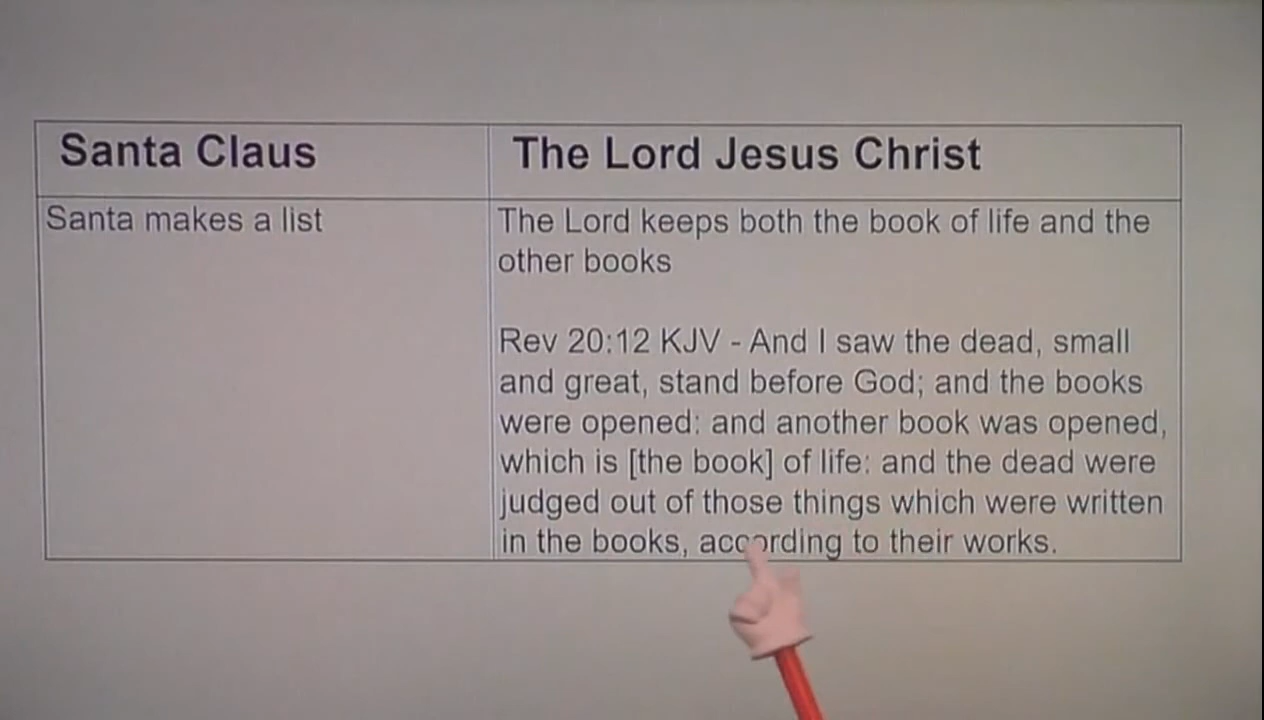 Santa Claus
The Lord Jesus Christ
Santa makes a list
The Lord keeps both the book of life and the
other books
Rev 20:12 KJV - And I saw the dead, small
and great, stand before God; and the books
were opened: and another book was opened,
which is [the book] of life: and the dead were
judged out of those things which were written
in the books, according to their works.